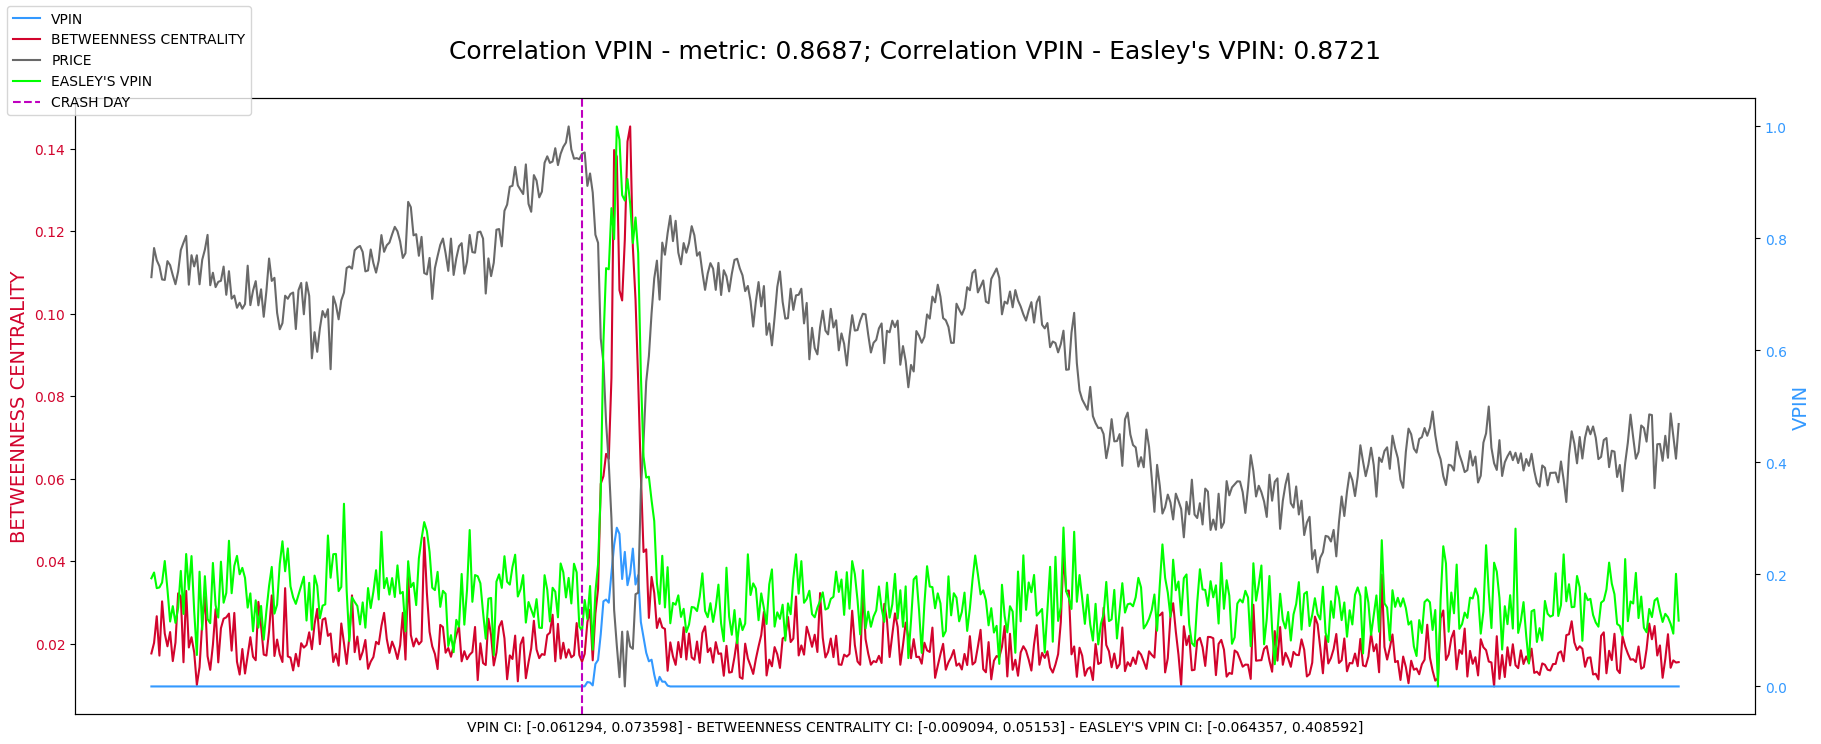 VPIN
BETWEENNESS CENTRALITY
PRICE
EASLEY'S VPIN
CRASH DAY
Correlation VPIN - metric: 0.8687; Correlation VPIN - Easley's VPIN: 0.8721
BETWEENNESS CENTRALITY
0.14
0.12
0.10
0.08
0.06
0.04
0.02
1.0
0.8
0.6
0.4
0.2
0.0
VPIN
VPIN CI: [-0.061294, 0.073598] - BETWEENNESS CENTRALITY CI: [-0.009094, 0.05153] - EASLEY'S VPIN CI: [-0.064357, 0.408592]